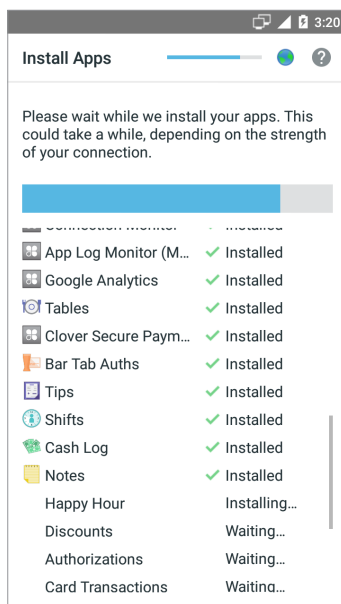 3:20
Install Apps
?
Please wait while we install your apps. This
could take a while, depending on the strength
of your connection.
Connection Monitor Installed
App Log Monitor (M... Installed
Google Analytics Installed
Tables Installed
Clover Secure Paym... Installed
Bar Tab Auths Installed
Tips Installed
Shifts Installed
Cash Log Installed
Notes Installed
Happy Hour Installing...
Discounts Waiting...
Authorizations Waiting...
Card Transactions Waiting...